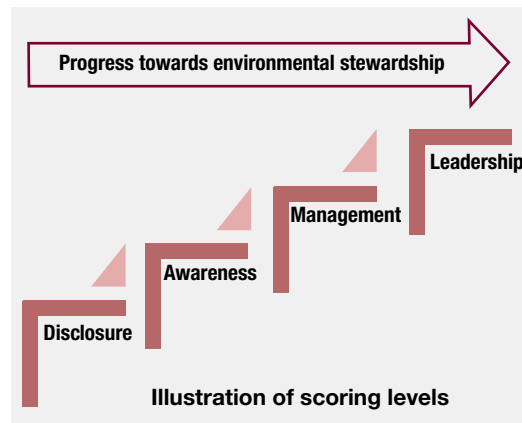 Progress towards environmental stewardship
Leadership
Management
Awareness
Disclosure
Illustration of scoring levels